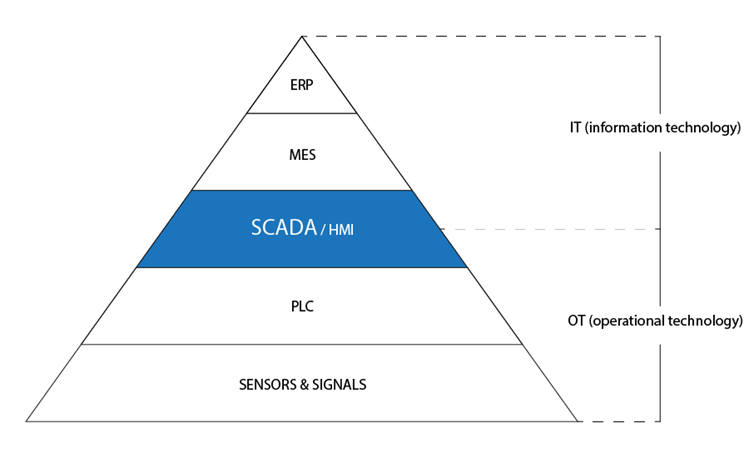 ERP
IT (information technology)
MES
SCADA / HMI
PLC
OT (operational technology)
SENSORS & SIGNALS